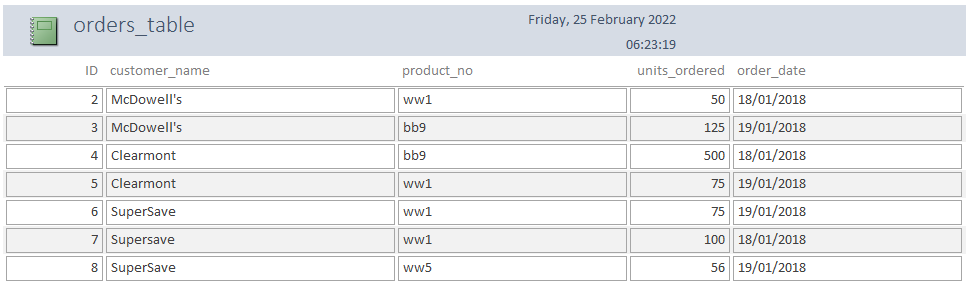 orders_table
Friday, 25 February 2022
06:23:19
ID customer_name product_no units_ordered order_date
2 McDowell's ww1 50 18/01/2018
3 McDowell's bb9 125 19/01/2018
4 Clearmont bb9 500 18/01/2018
5 Clearmont ww1 75 19/01/2018
6 SuperSave ww1 75 19/01/2018
7 Supersave ww1 100 18/01/2018
8 SuperSave ww5 56 19/01/2018